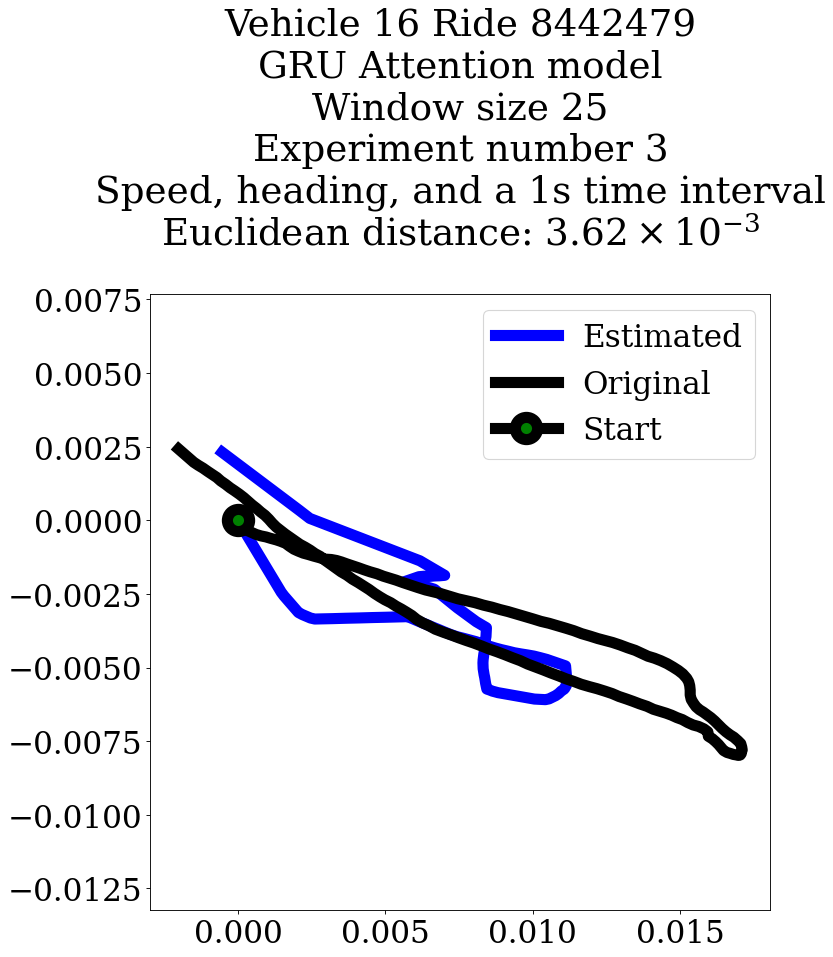 Vehicle 16 Ride 8442479
GRU Attention model
Window size 25
Experiment number 3
Speed, heading, and a 1s time interval
Euclidean distance: 3.62 × 10⁻³
0.0075
0.0050
0.0025
0.0000
−0.0025
−0.0050
−0.0075
−0.0100
−0.0125
Estimated
Original
Start
0.000 0.005 0.010 0.015